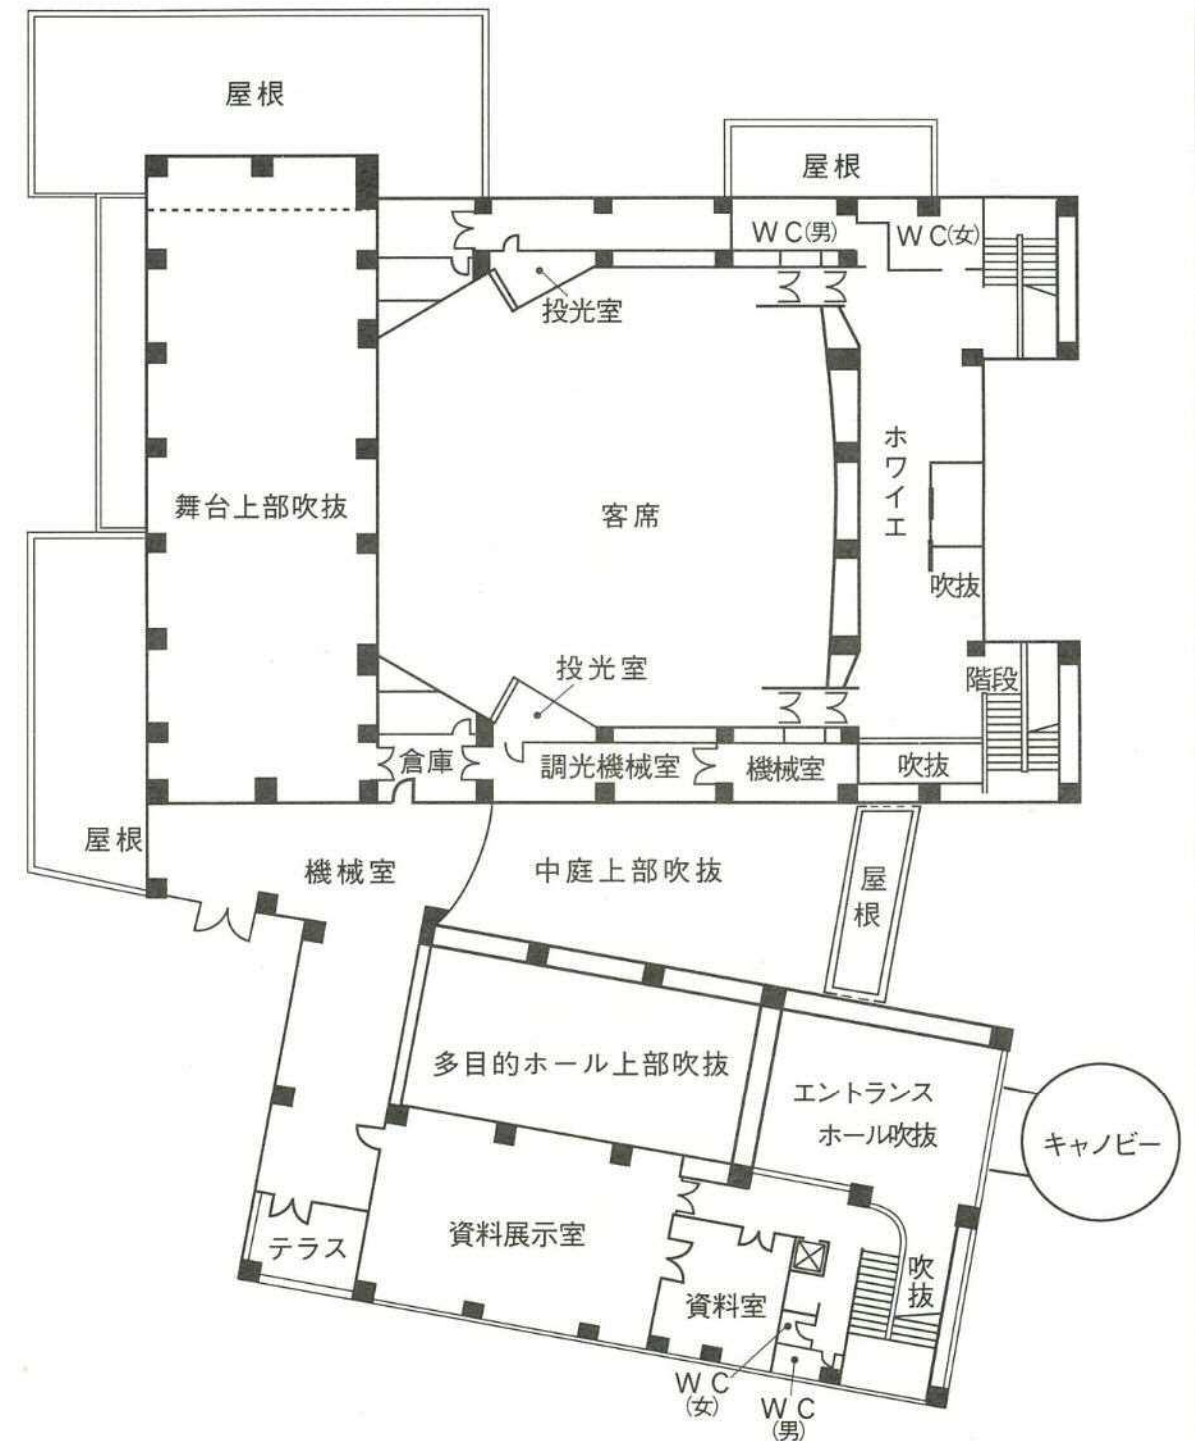 屋根
屋根
WC(男)
WC(女)
投光室
ホワイエ
舞台上部吹抜
客席
吹抜
投光室
階段
倉庫
調光機械室
機械室
吹抜
屋根
機械室
中庭上部吹抜
屋根
多目的ホール上部吹抜
エントランス
ホール吹抜
キャノピー
資料展示室
テラス
吹抜
資料室
WC
(女)
WC
(男)